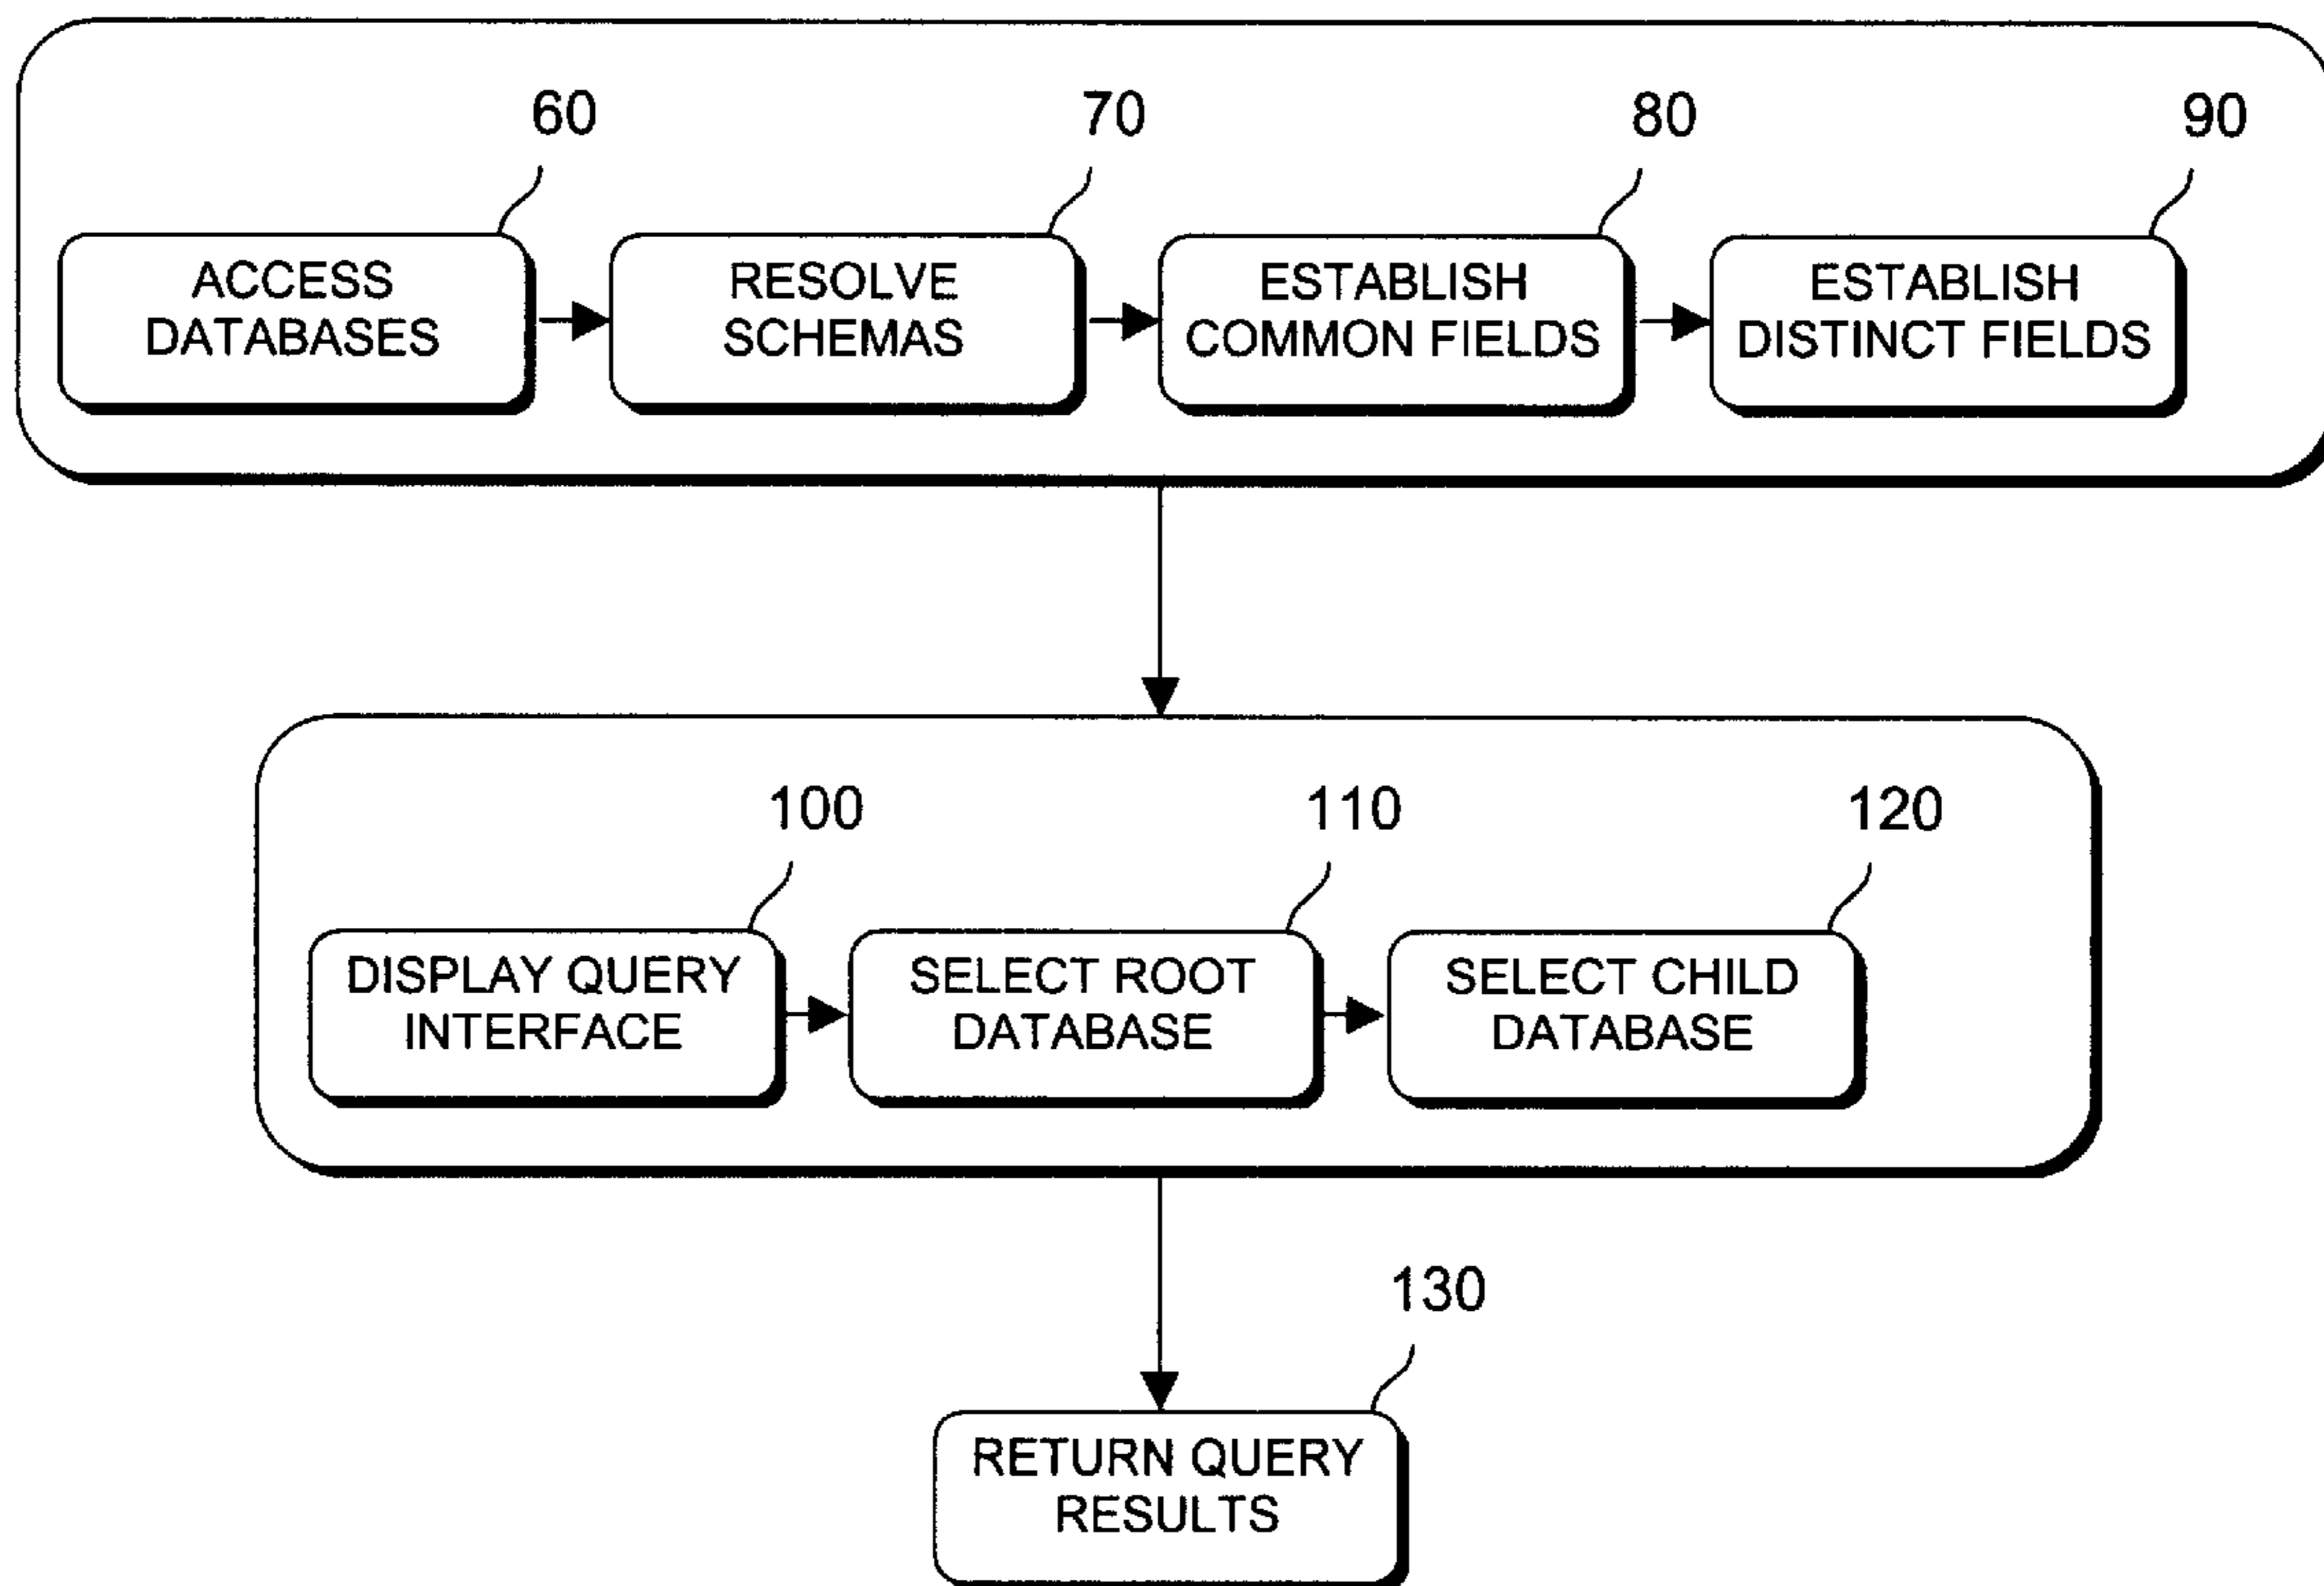 60
70
80
90
ACCESS
DATABASES
RESOLVE
SCHEMAS
ESTABLISH
COMMON FIELDS
ESTABLISH
DISTINCT FIELDS
100
110
120
DISPLAY QUERY
INTERFACE
SELECT ROOT
DATABASE
SELECT CHILD
DATABASE
130
RETURN QUERY
RESULTS